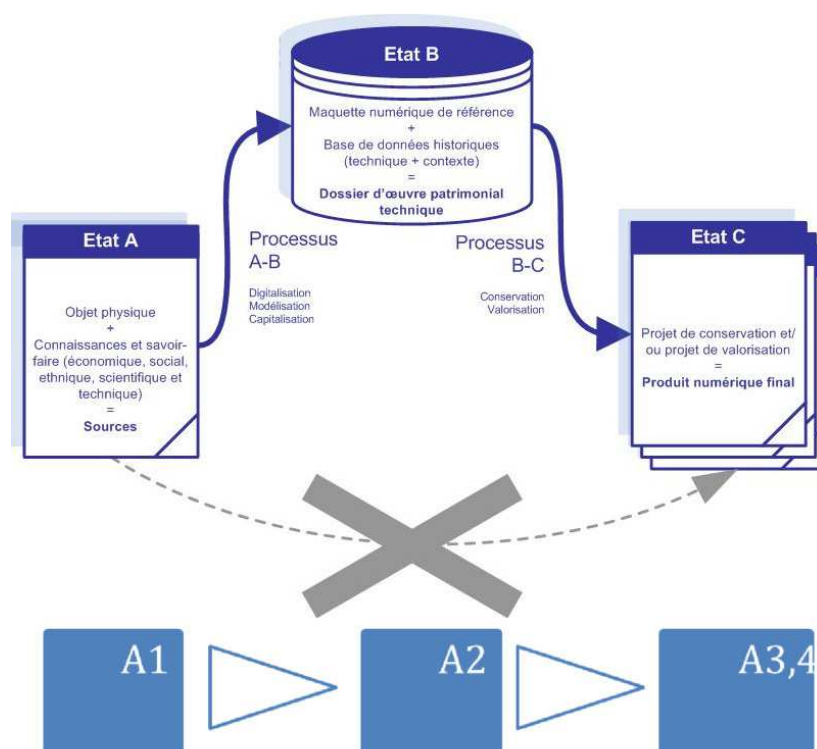 Etat B
Maquette numérique de référence
+
Base de données historiques
(technique + contexte)
=
Dossier d'œuvre patrimonial
technique
Etat A
Objet physique
+
Connaissances et savoir-
faire (économique, social,
ethnique, scientifique et
technique)
=
Sources
Processus
A-B
Digitalisation
Modélisation
Capitalisation
Processus
B-C
Conservation
Valorisation
Etat C
Projet de conservation et/
ou projet de valorisation
=
Produit numérique final
A1
A2
A3,4